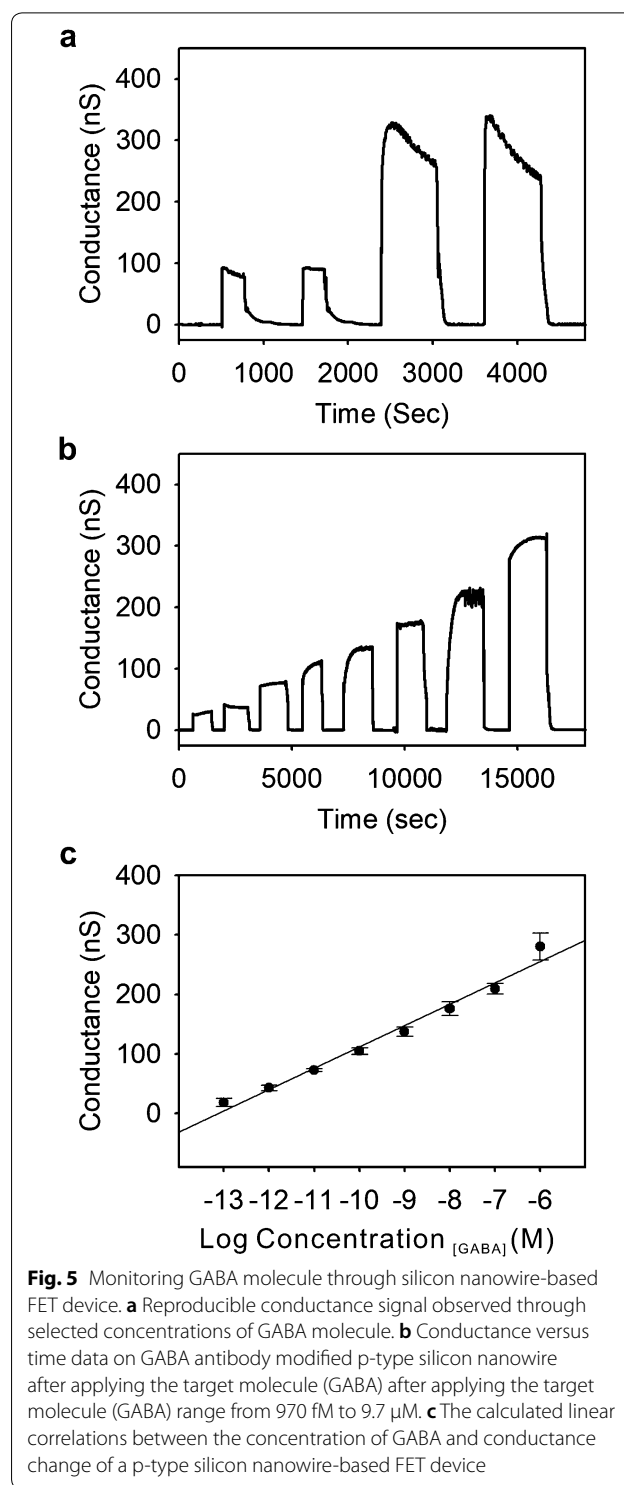 a
400
300
200
100
0
Conductance (nS)
0 1000 2000 3000 4000
Time (Sec)
b
400
300
200
100
0
Conductance (nS)
0 5000 10000 15000
Time (sec)
c
400
300
200
100
0
Conductance (nS)
-13 -12 -11 -10 -9 -8 -7 -6
Log Concentration [GABA] (M)
Fig. 5 Monitoring GABA molecule through silicon nanowire-based
FET device. a Reproducible conductance signal observed through
selected concentrations of GABA molecule. b Conductance versus
time data on GABA antibody modified p-type silicon nanowire
after applying the target molecule (GABA) after applying the target
molecule (GABA) range from 970 fM to 9.7 μM. c The calculated linear
correlations between the concentration of GABA and conductance
change of a p-type silicon nanowire-based FET device